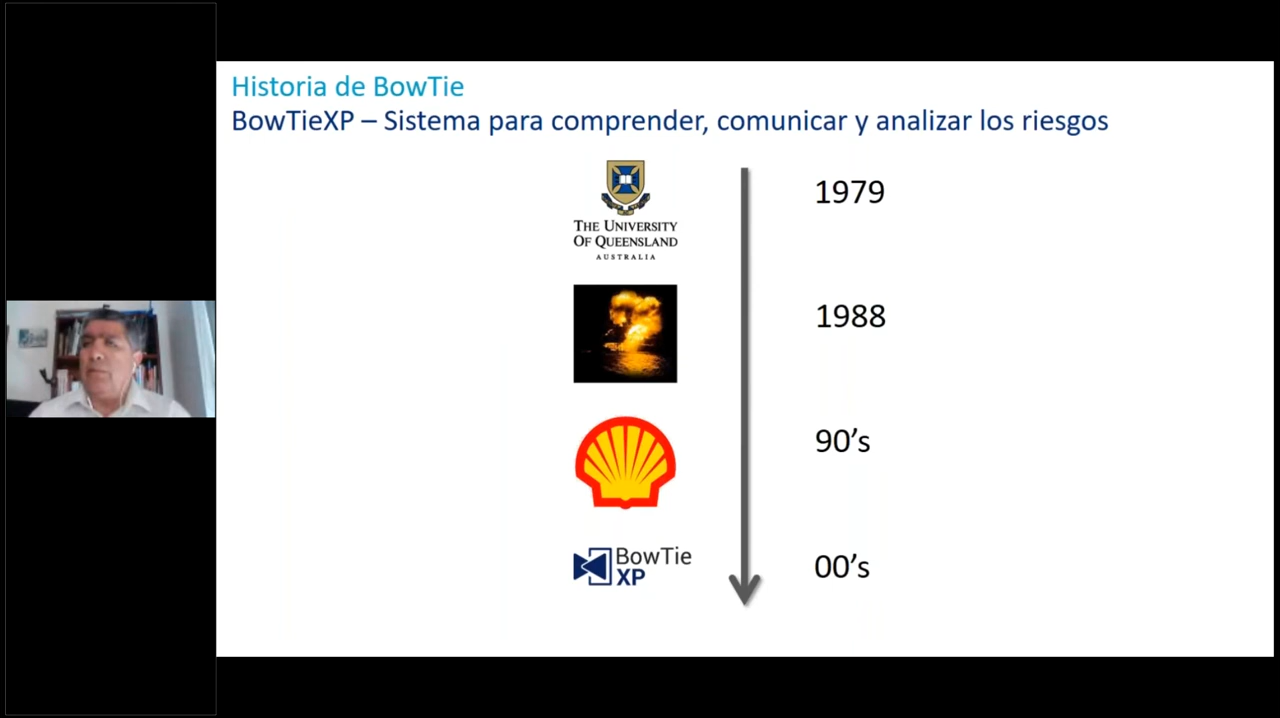 Historia de BowTie
BowTieXP – Sistema para comprender, comunicar y analizar los riesgos
THE UNIVERSITY
OF QUEENSLAND
AUSTRALIA
1979
1988
90’s
BowTie
XP
00’s